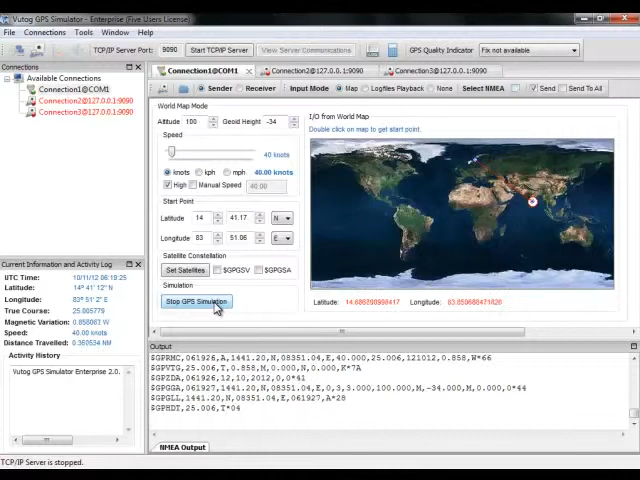 Vutog GPS Simulator - Enterprise (Five Users License)
File Connections Tools Window Help
TCP/IP Server Port: 9090 Start TCP/IP Server View Server Communications LOG GPS Quality Indicator Fix not available
Connections
Available Connections
Connection1@COM1
Connection2@127.0.0.1:9090
Connection3@127.0.0.1:9090
Connection1@COM1 Connection2@127.0.0.1:9090 Connection3@127.0.0.1:9090
Sender Receiver Input Mode Map Logfiles Playback None Select NMEA Send Send To All
World Map Mode
Altitude 100 Geoid Height -34
Speed
40 knots
knots kph mph 40.00 knots
High Manual Speed 40.00
Start Point
Latitude 14 41.17 N
Longitude 83 51.06 E
Satellite Constellation
Set Satellites $GPGSV $GPGSA
Simulation
Stop GPS Simulation
I/O from World Map
Double click on map to get start point.
Latitude: 14.686298998417 Longitude: 83.850688471826
Current Information and Activity Log
UTC Time: 10/11/12 06:19:25
Latitude: 14° 41' 12" N
Longitude: 83° 51' 2" E
True Course: 25.005779
Magnetic Variation: 0.858063 W
Speed: 40.00 knots
Distance Travelled: 0.360534 NM
Activity History
Vutog GPS Simulator Enterprise 2.0.
Output
$GPRMC,061926,A,1441.20,N,08351.04,E,40.000,25.006,121012,0.858,W*66
$GPVTG,25.006,T,0.858,M,0.000,N,0.000,K*7A
$GPZDA,061926,12,10,2012,0,0*41
$GPGGA,061927,1441.20,N,08351.04,E,0,3,3.000,100.000,M,-34.000,M,0.000,0*44
$GPGLL,1441.20,N,08351.04,E,061927,A*28
$GPHDT,25.006,T*04
NMEA Output
TCP/IP Server is stopped.